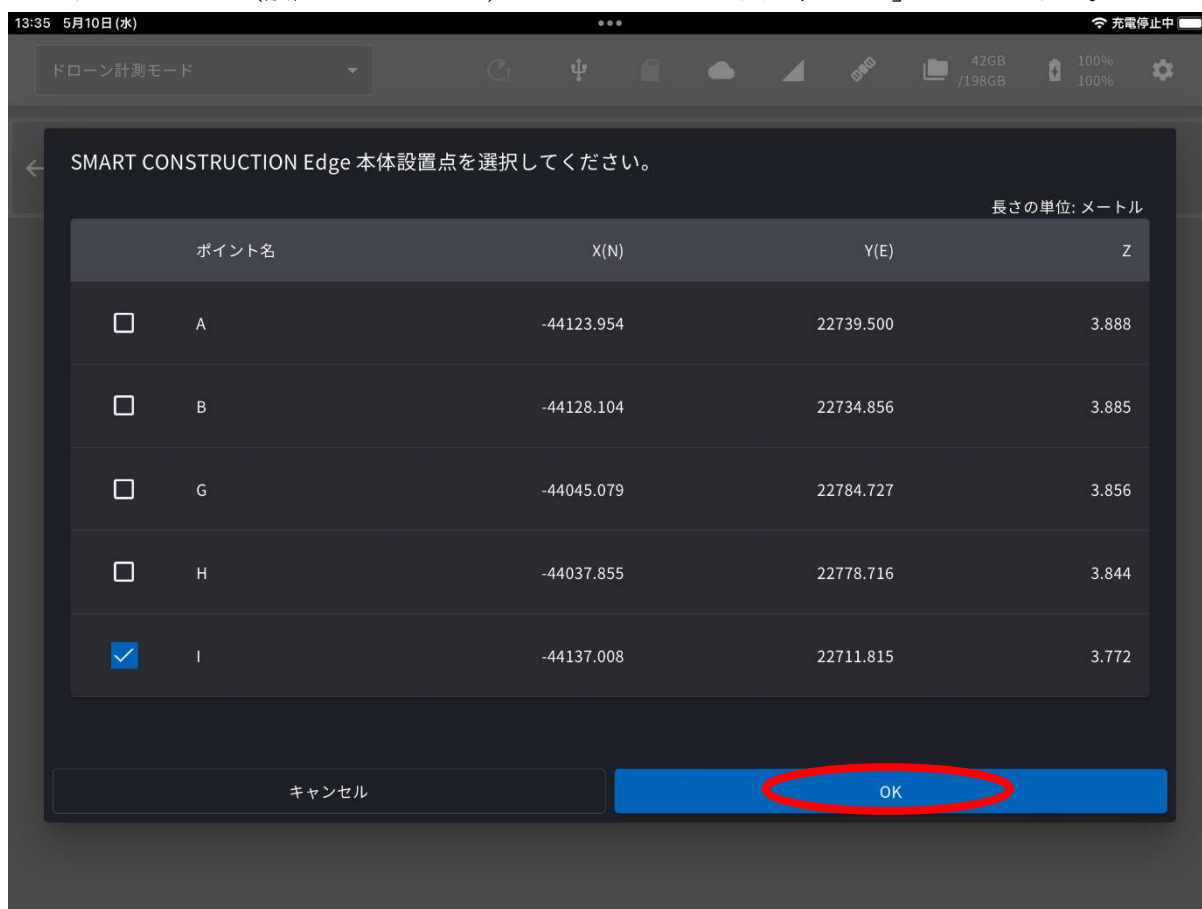 13:35 5月10日(水) 充電停止中
ドローン計測モード 42GB /198GB 100% 100%
SMART CONSTRUCTION Edge 本体設置点を選択してください。
長さの単位: メートル
ポイント名 X(N) Y(E) Z
A -44123.954 22739.500 3.888
B -44128.104 22734.856 3.885
G -44045.079 22784.727 3.856
H -44037.855 22778.716 3.844
I -44137.008 22711.815 3.772
キャンセル OK